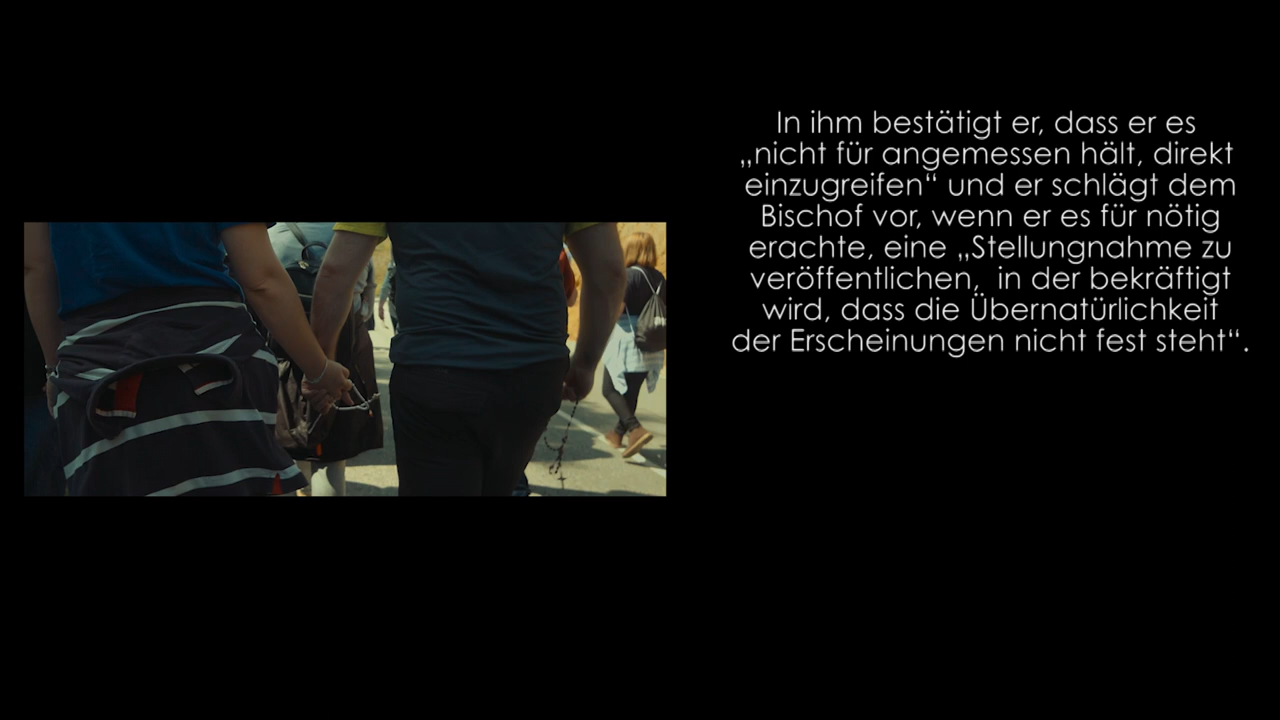 In ihm bestätigt er, dass er es
„nicht für angemessen hält, direkt
einzugreifen“ und er schlägt dem
Bischof vor, wenn er es für nötig
erachte, eine „Stellungnahme zu
veröffentlichen,  in der bekräftigt
wird, dass die Übernatürlichkeit
der Erscheinungen nicht fest steht“.